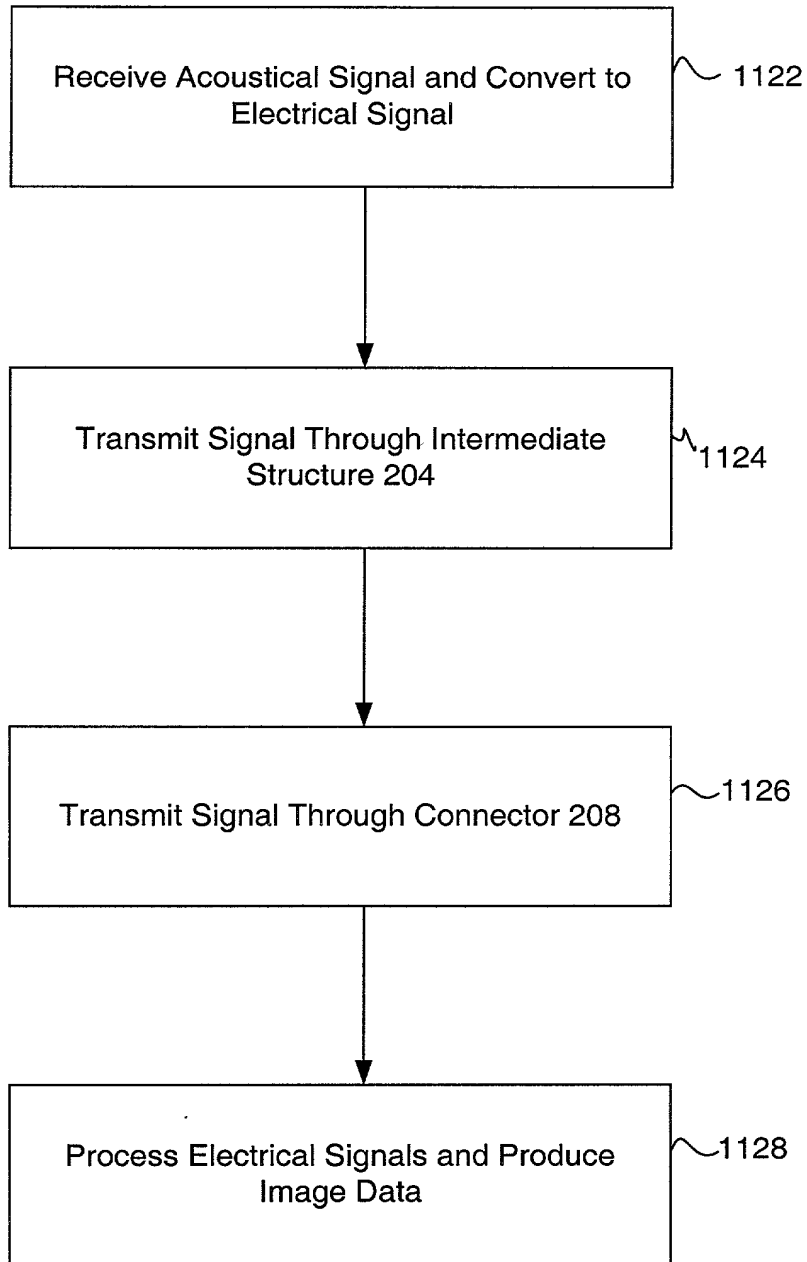 Receive Acoustical Signal and Convert to
Electrical Signal
1122
Transmit Signal Through Intermediate
Structure 204
1124
Transmit Signal Through Connector 208
1126
Process Electrical Signals and Produce
Image Data
1128